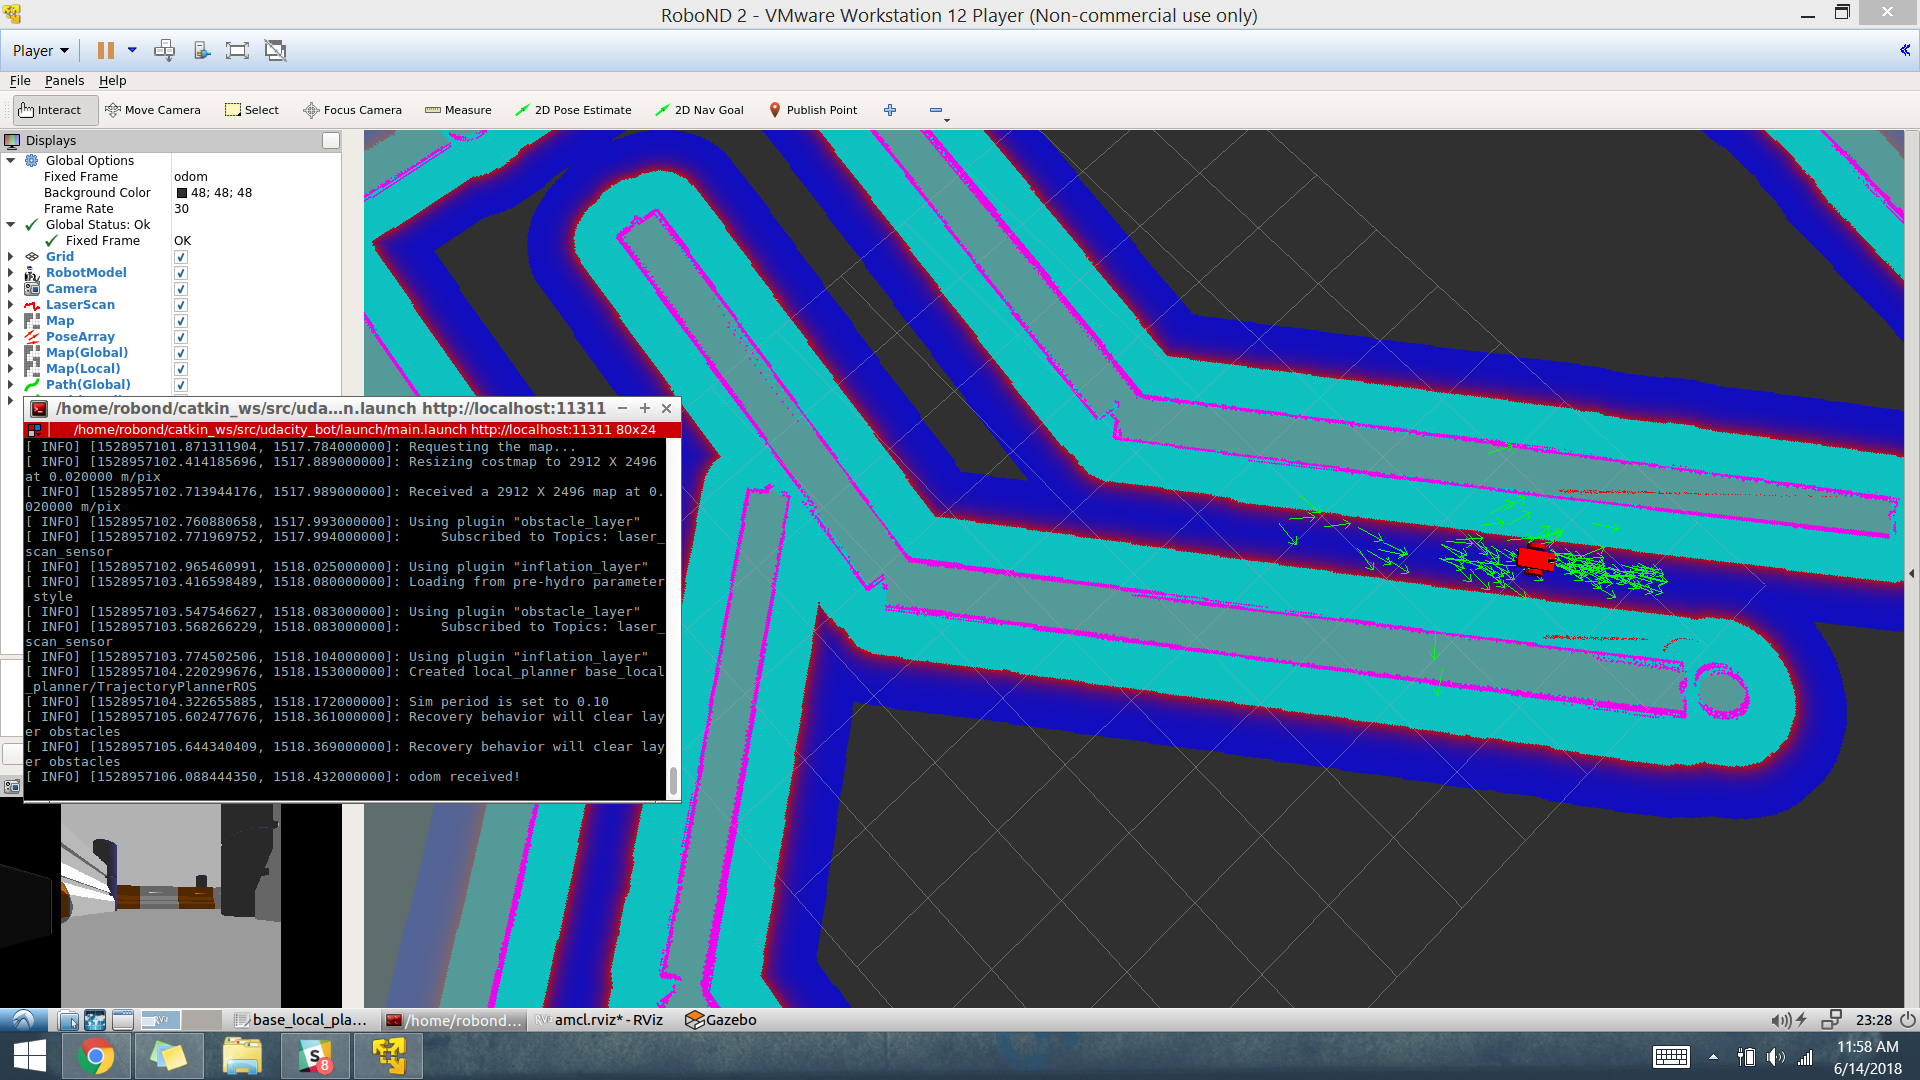 RoboND 2 - VMware Workstation 12 Player (Non-commercial use only)
Player
File Panels Help
Interact Move Camera Select Focus Camera Measure 2D Pose Estimate 2D Nav Goal Publish Point
Displays
Global Options
Fixed Frame odom
Background Color 48; 48; 48
Frame Rate 30
Global Status: Ok
Fixed Frame OK
Grid
RobotModel
Camera
LaserScan
Map
PoseArray
Map(Global)
Map(Local)
Path(Global)
/home/robond/catkin_ws/src/uda...n.launch http://localhost:11311
/home/robond/catkin_ws/src/udacity_bot/launch/main.launch http://localhost:11311 80x24
[ INFO] [1528957101.871311904, 1517.784000000]: Requesting the map...
[ INFO] [1528957102.414185696, 1517.889000000]: Resizing costmap to 2912 X 2496
at 0.020000 m/pix
[ INFO] [1528957102.713944176, 1517.989000000]: Received a 2912 X 2496 map at 0.
020000 m/pix
[ INFO] [1528957102.760880658, 1517.993000000]: Using plugin "obstacle_layer"
[ INFO] [1528957102.771969752, 1517.994000000]: Subscribed to Topics: laser_
scan_sensor
[ INFO] [1528957102.965460991, 1518.025000000]: Using plugin "inflation_layer"
[ INFO] [1528957103.416598489, 1518.080000000]: Loading from pre-hydro parameter
style
[ INFO] [1528957103.547546627, 1518.083000000]: Using plugin "obstacle_layer"
[ INFO] [1528957103.568266229, 1518.083000000]: Subscribed to Topics: laser_
scan_sensor
[ INFO] [1528957103.774502506, 1518.104000000]: Using plugin "inflation_layer"
[ INFO] [1528957104.220299676, 1518.153000000]: Created local_planner base_local
_planner/TrajectoryPlannerROS
[ INFO] [1528957104.322655885, 1518.172000000]: Sim period is set to 0.10
[ INFO] [1528957105.602477676, 1518.361000000]: Recovery behavior will clear lay
er obstacles
[ INFO] [1528957105.644340409, 1518.369000000]: Recovery behavior will clear lay
er obstacles
[ INFO] [1528957106.088444350, 1518.432000000]: odom received!
base_local_pla... /home/robond... amcl.rviz* - RViz Gazebo 23:28
8
11:58 AM
6/14/2018